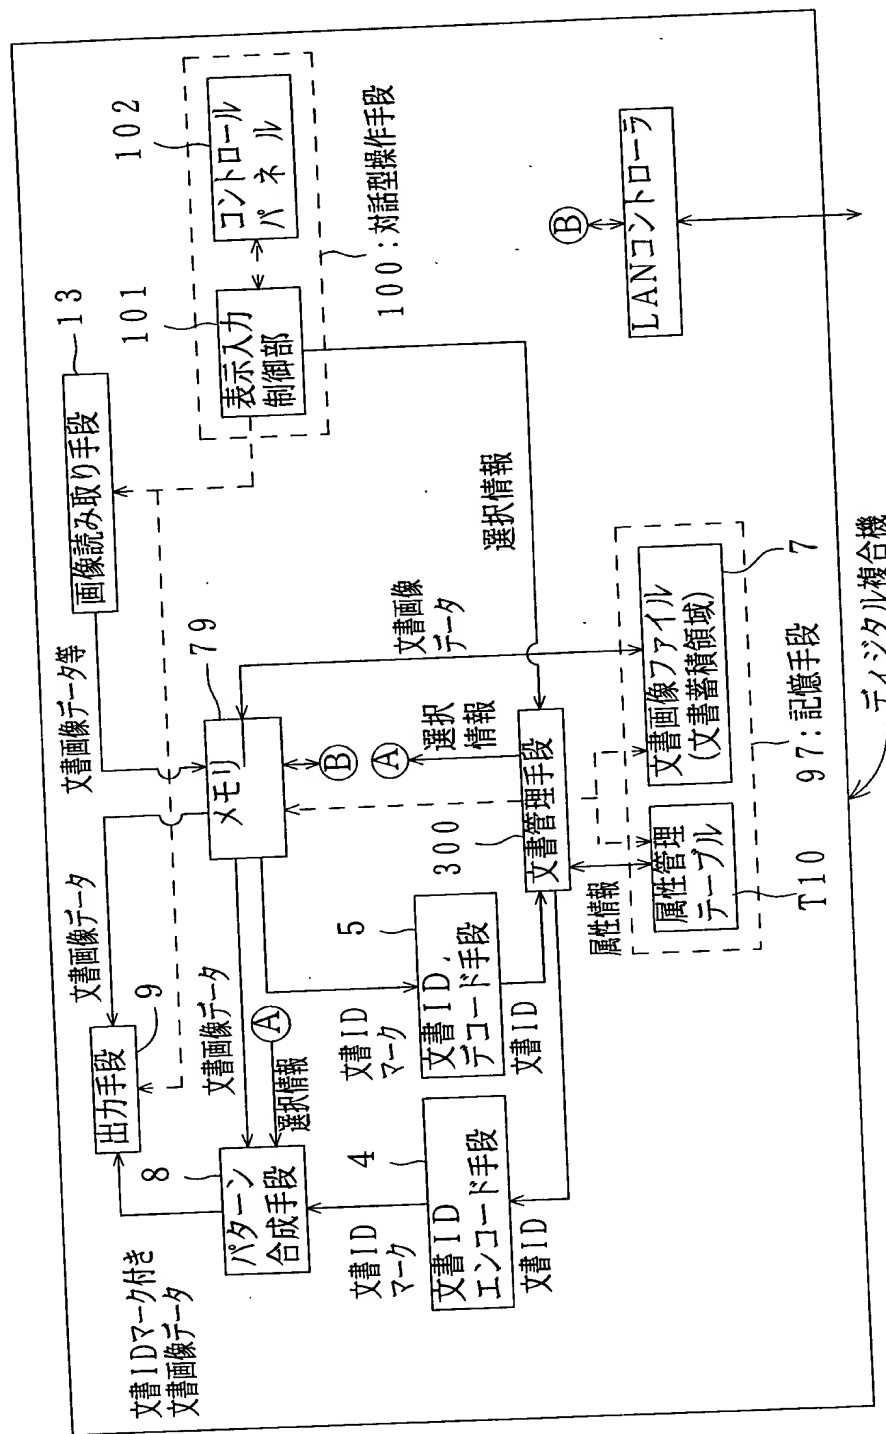 文書IDマーク付き
文書画像データ
出力手段
9
文書画像データ
文書画像データ等
画像読み取り手段
13
8
パターン
合成手段
文書画像データ
A
選択情報
メモリ
79
101
表示入力
制御部
102
コントロール
パネル
100:対話型操作手段
文書ID
マーク
4
文書ID
エンコード手段
文書ID
文書ID
マーク
5
文書ID
デコード手段
文書ID
B
A
選択
情報
文書画像
データ
選択情報
300
文書管理手段
属性情報
属性管理
テーブル
T10
文書画像ファイル
(文書蓄積領域)
7
97:記憶手段
B
LANコントローラ
ディジタル複合機